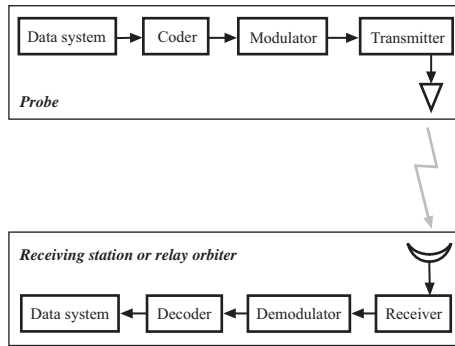 Data system
Coder
Modulator
Transmitter
Probe
Receiving station or relay orbiter
Data system
Decoder
Demodulator
Receiver